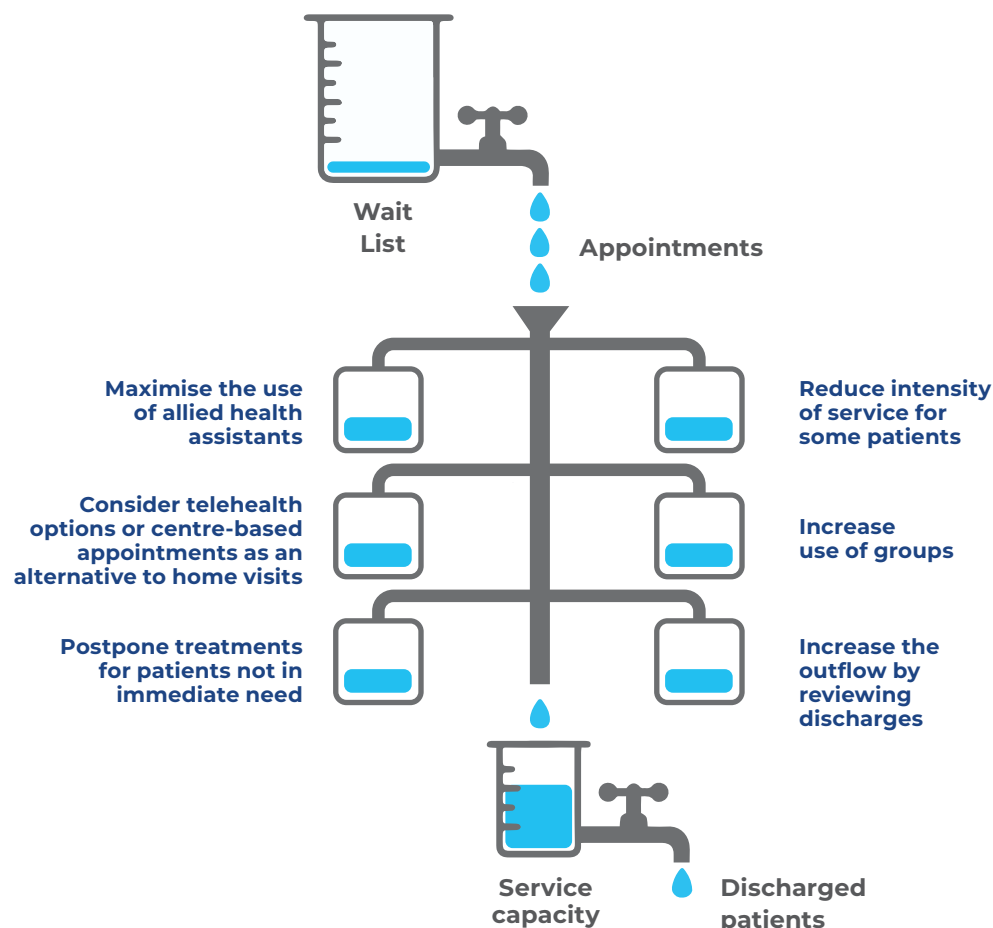 Wait
List
Appointments
Maximise the use
of allied health
assistants
Reduce intensity
of service for
some patients
Consider telehealth
options or centre-based
appointments as an
alternative to home visits
Increase
use of groups
Postpone treatments
for patients not in
immediate need
Increase the
outflow by
reviewing
discharges
Service
capacity
Discharged
patients